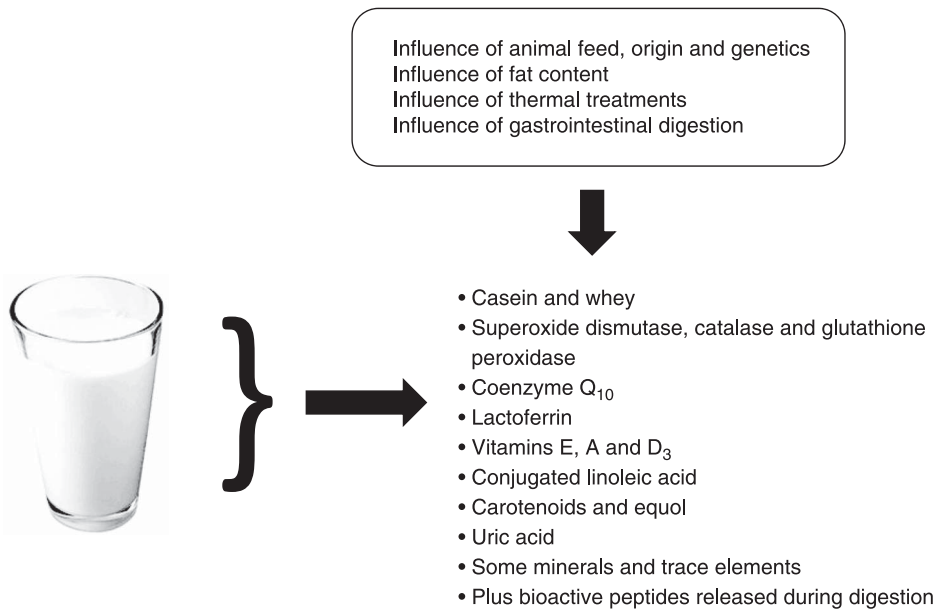 Influence of animal feed, origin and genetics
Influence of fat content
Influence of thermal treatments
Influence of gastrointestinal digestion
• Casein and whey
• Superoxide dismutase, catalase and glutathione
peroxidase
• Coenzyme Q10
• Lactoferrin
• Vitamins E, A and D3
• Conjugated linoleic acid
• Carotenoids and equol
• Uric acid
• Some minerals and trace elements
• Plus bioactive peptides released during digestion